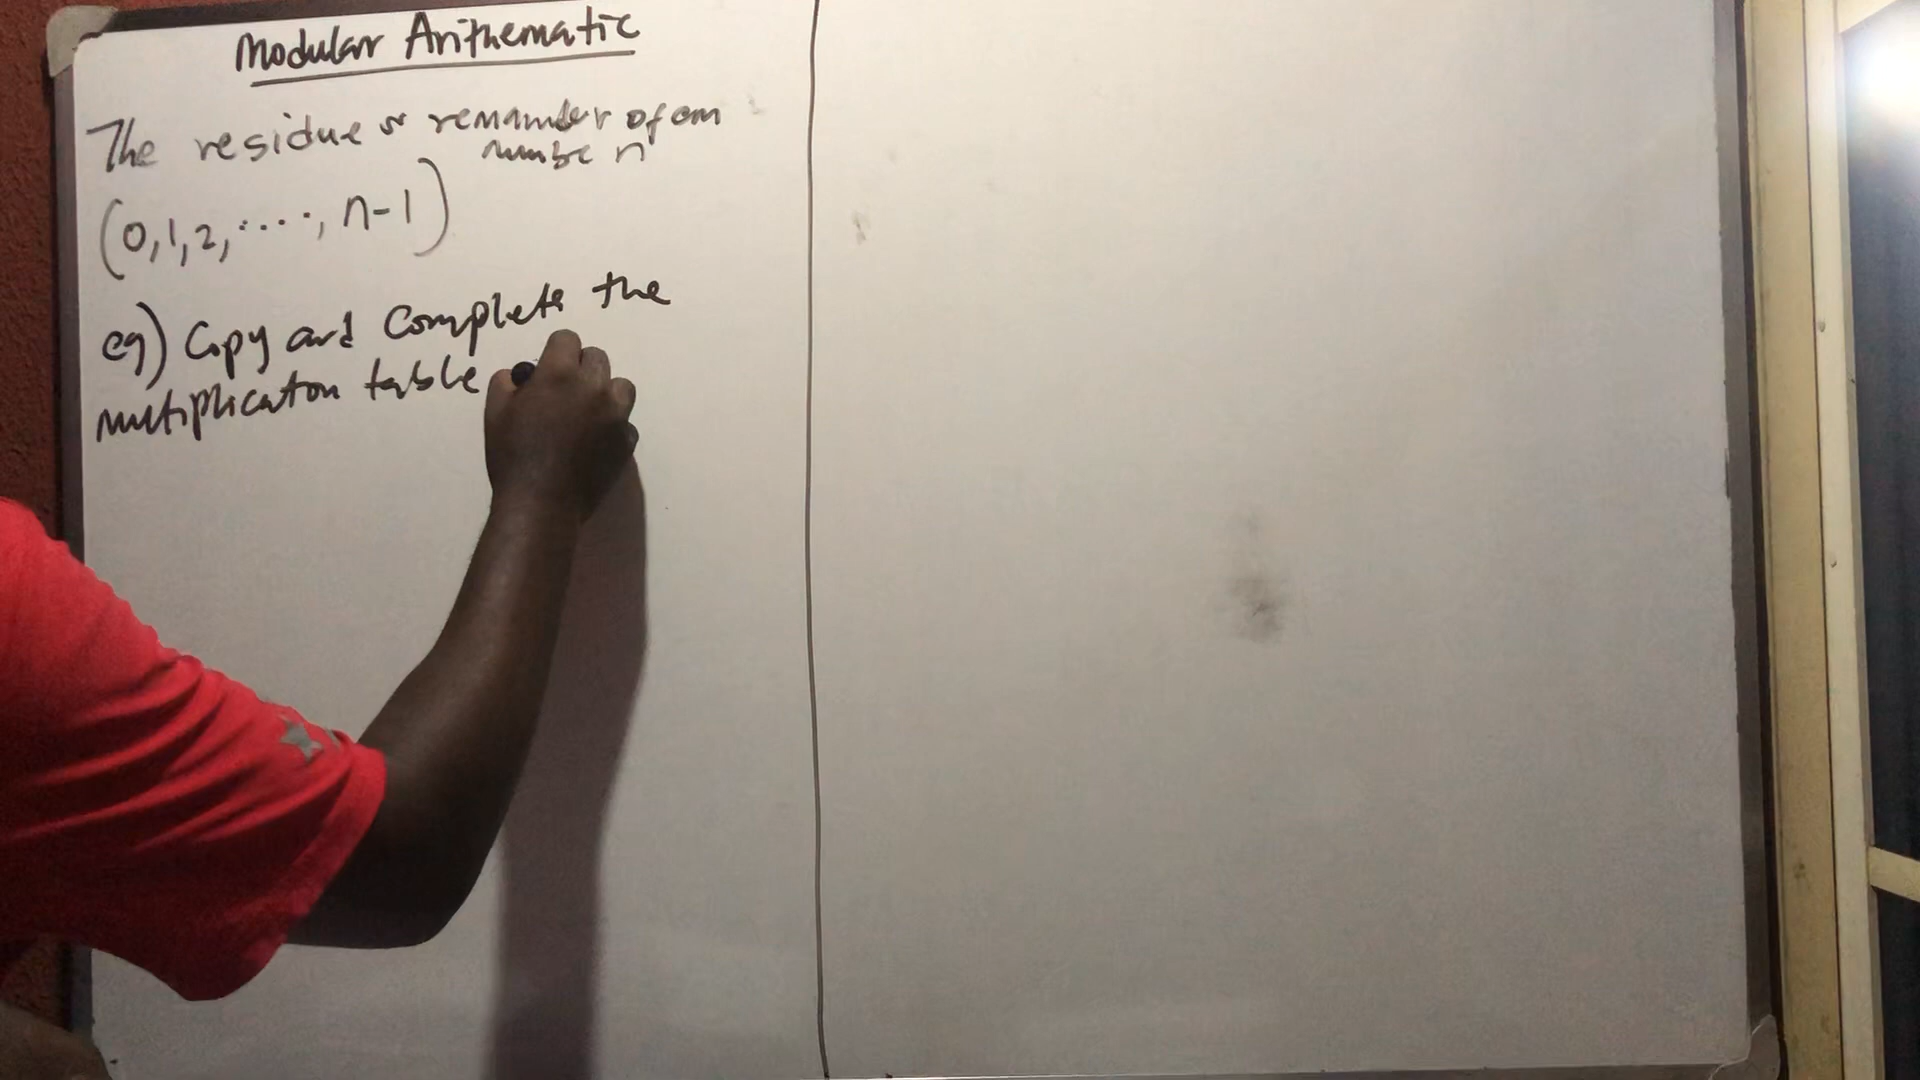 Modular Arithematic
The residue or remainder of an
numbe n
(0,1,2,....., n-1)
eg) Copy and Complete the
multiplication table